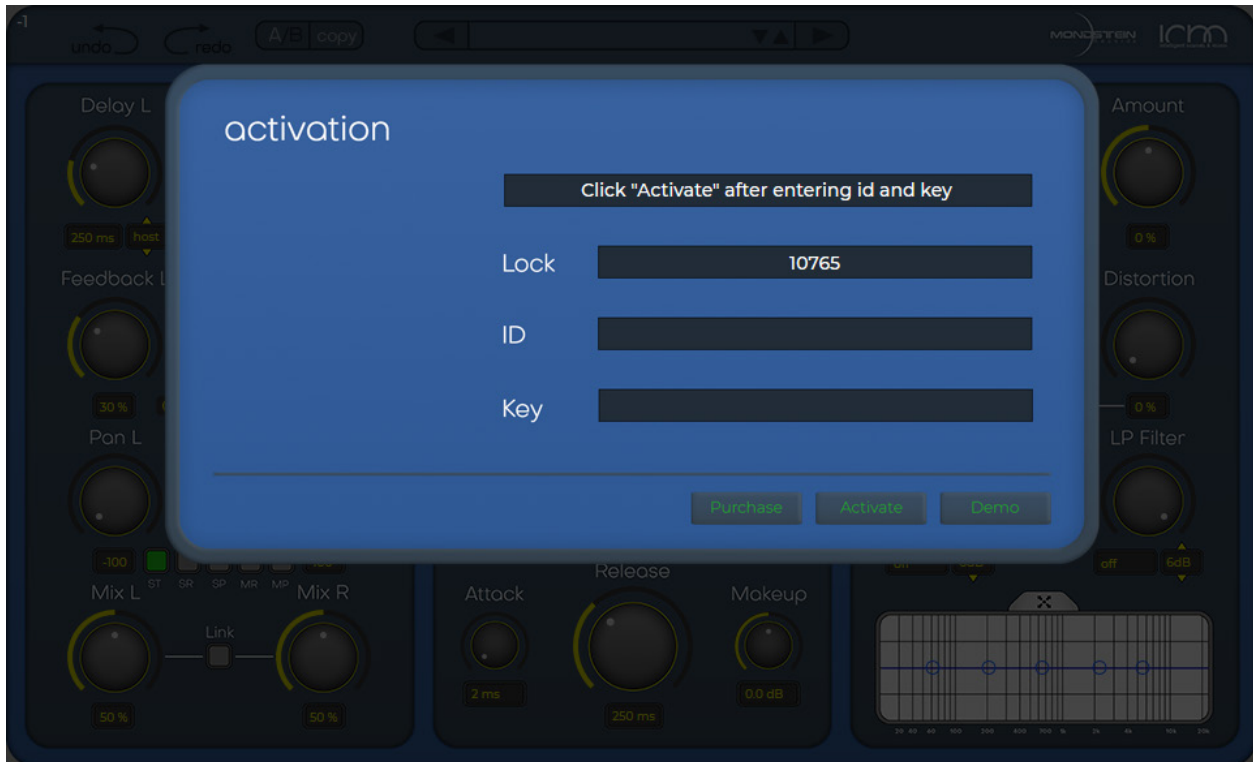 -1
undo
redo
A/B copy
MONDSTEIN
icm
activation
Click "Activate" after entering id and key
Lock
10765
ID
Key
Purchase
Activate
Demo
Delay L
250 ms
host
Feedback L
30 %
Pan L
-100
ST
SR
SP
MR
MP
Mix L
Link
Mix R
50 %
50 %
Attack
2 ms
Release
250 ms
Makeup
0.0 dB
Amount
0 %
Distortion
0 %
LP Filter
off
6dB